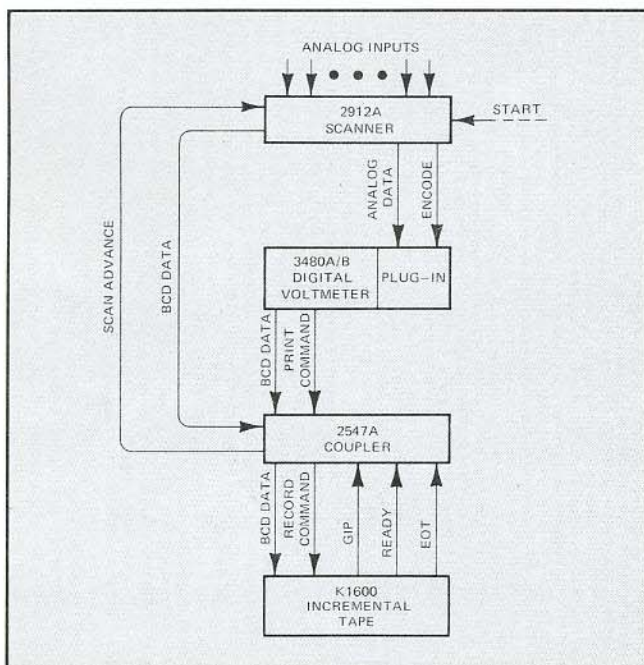 ANALOG INPUTS
2912A
SCANNER
START
ANALOG
DATA
ENCODE
SCAN ADVANCE
BCD DATA
3480A/B
DIGITAL
VOLTMETER
PLUG-IN
BCD DATA
PRINT
COMMAND
2547A
COUPLER
BCD DATA
RECORD
COMMAND
GIP
READY
EOT
K1600
INCREMENTAL
TAPE